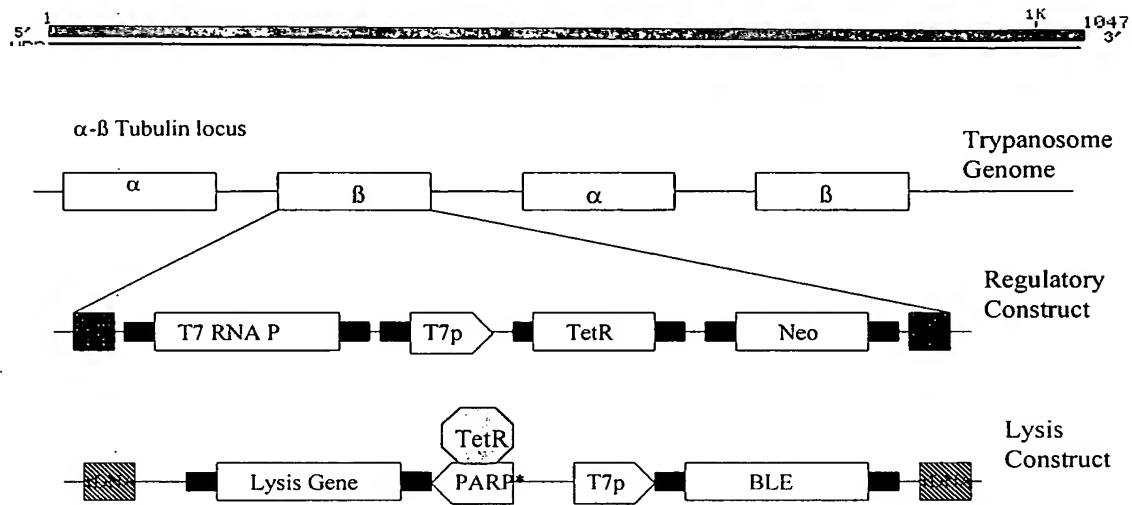 1 1K 1047
5′ 3′
α-ß Tubulin locus
Trypanosome
Genome
α ß α ß
Regulatory
Construct
T7 RNA P T7p TetR Neo
Lysis
Construct
TetR
Lysis Gene PARP* T7p BLE